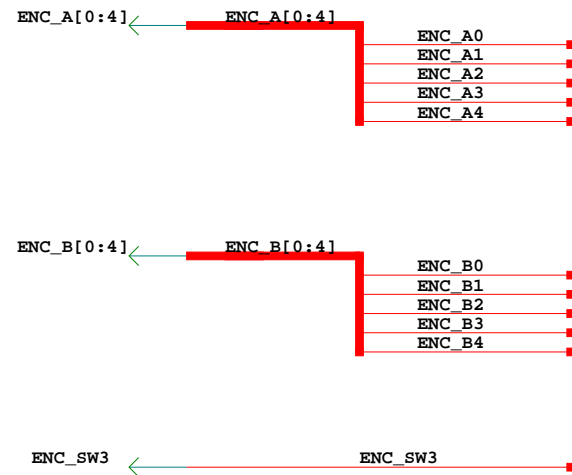 ENC_A[0:4] ENC_A[0:4]
ENC_A0
ENC_A1
ENC_A2
ENC_A3
ENC_A4
ENC_B[0:4] ENC_B[0:4]
ENC_B0
ENC_B1
ENC_B2
ENC_B3
ENC_B4
ENC_SW3 ENC_SW3